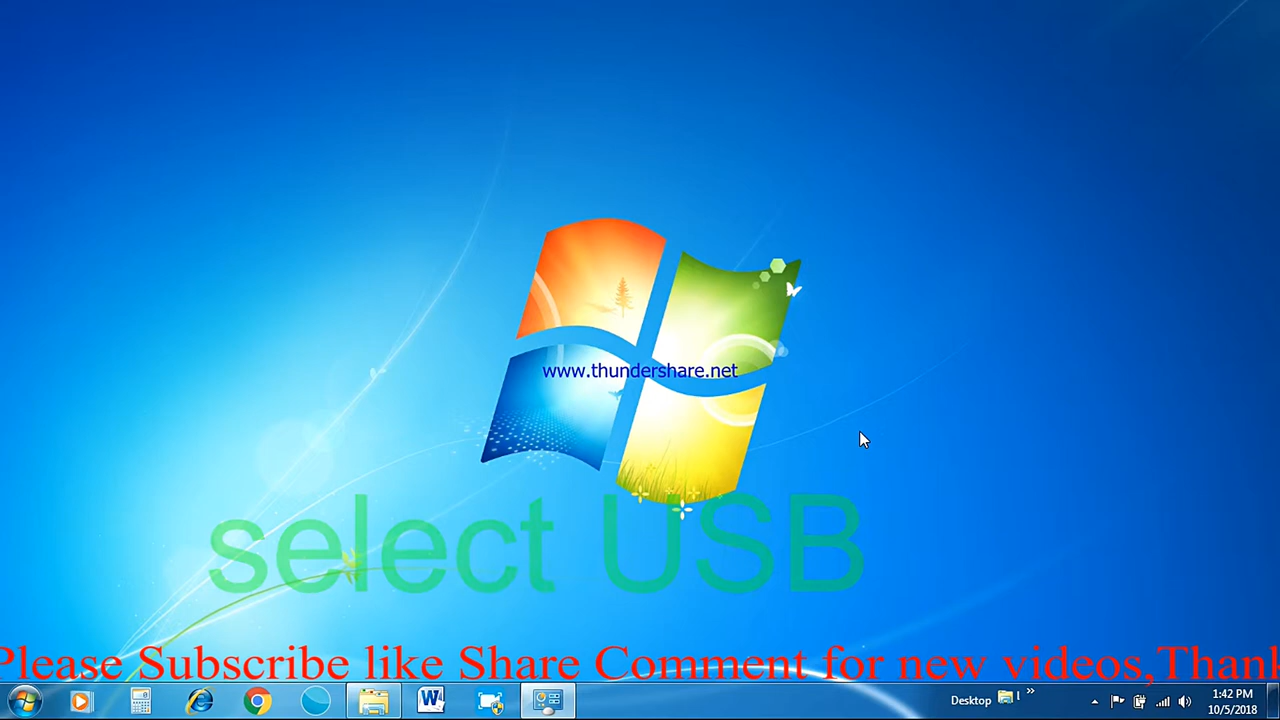 www.thundershare.net
select USB
Please Subscribe like Share Comment for new videos,Thank
Desktop
1:42 PM
10/5/2018